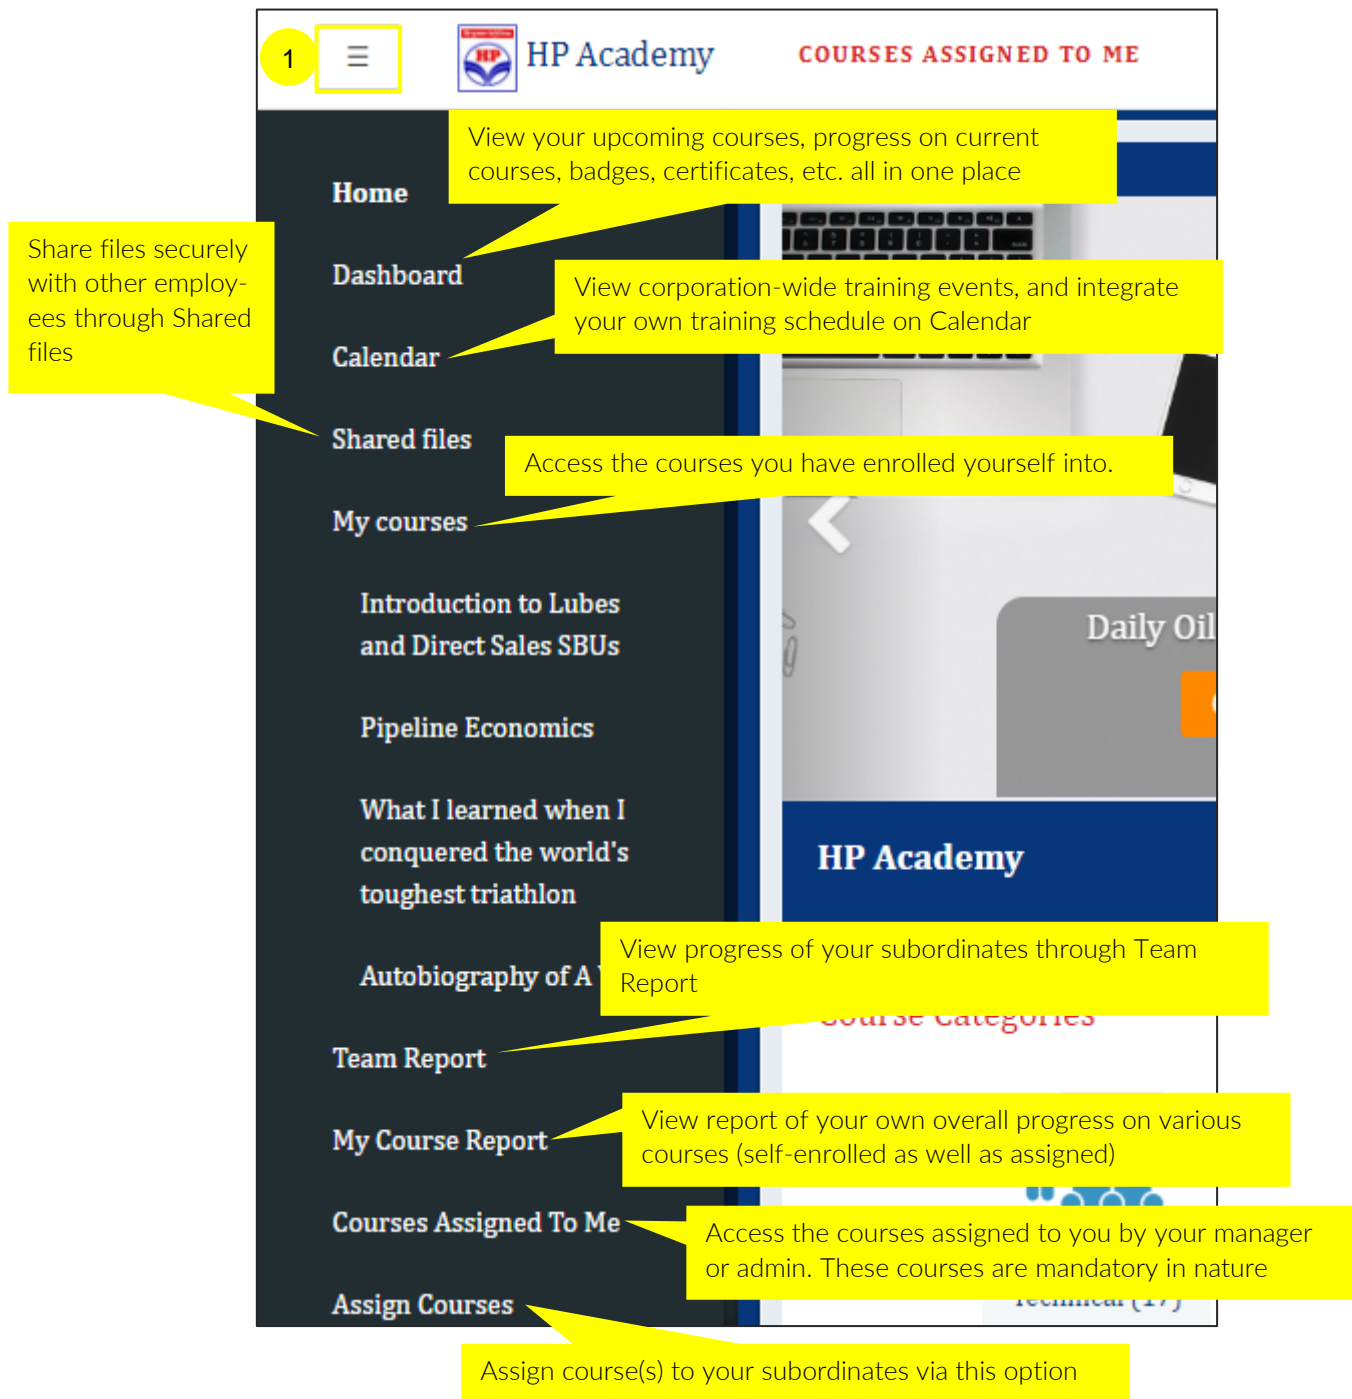 1
☰
HP
HP Academy
COURSES ASSIGNED TO ME
View your upcoming courses, progress on current
courses, badges, certificates, etc. all in one place
Home
Share files securely
with other employ-
ees through Shared
files
Dashboard
View corporation-wide training events, and integrate
your own training schedule on Calendar
Calendar
Shared files
Access the courses you have enrolled yourself into.
My courses
Introduction to Lubes
and Direct Sales SBUs
Daily Oil
Pipeline Economics
What I learned when I
conquered the world's
toughest triathlon
HP Academy
View progress of your subordinates through Team
Report
Autobiography of A
Course Categories
Team Report
View report of your own overall progress on various
courses (self-enrolled as well as assigned)
My Course Report
Courses Assigned To Me
Access the courses assigned to you by your manager
or admin. These courses are mandatory in nature
Technical (17)
Assign Courses
Assign course(s) to your subordinates via this option